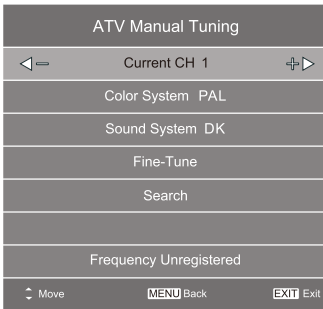 ATV Manual Tuning
Current CH 1
Color System PAL
Sound System DK
Fine-Tune
Search
Frequency Unregistered
Move MENU Back EXIT Exit